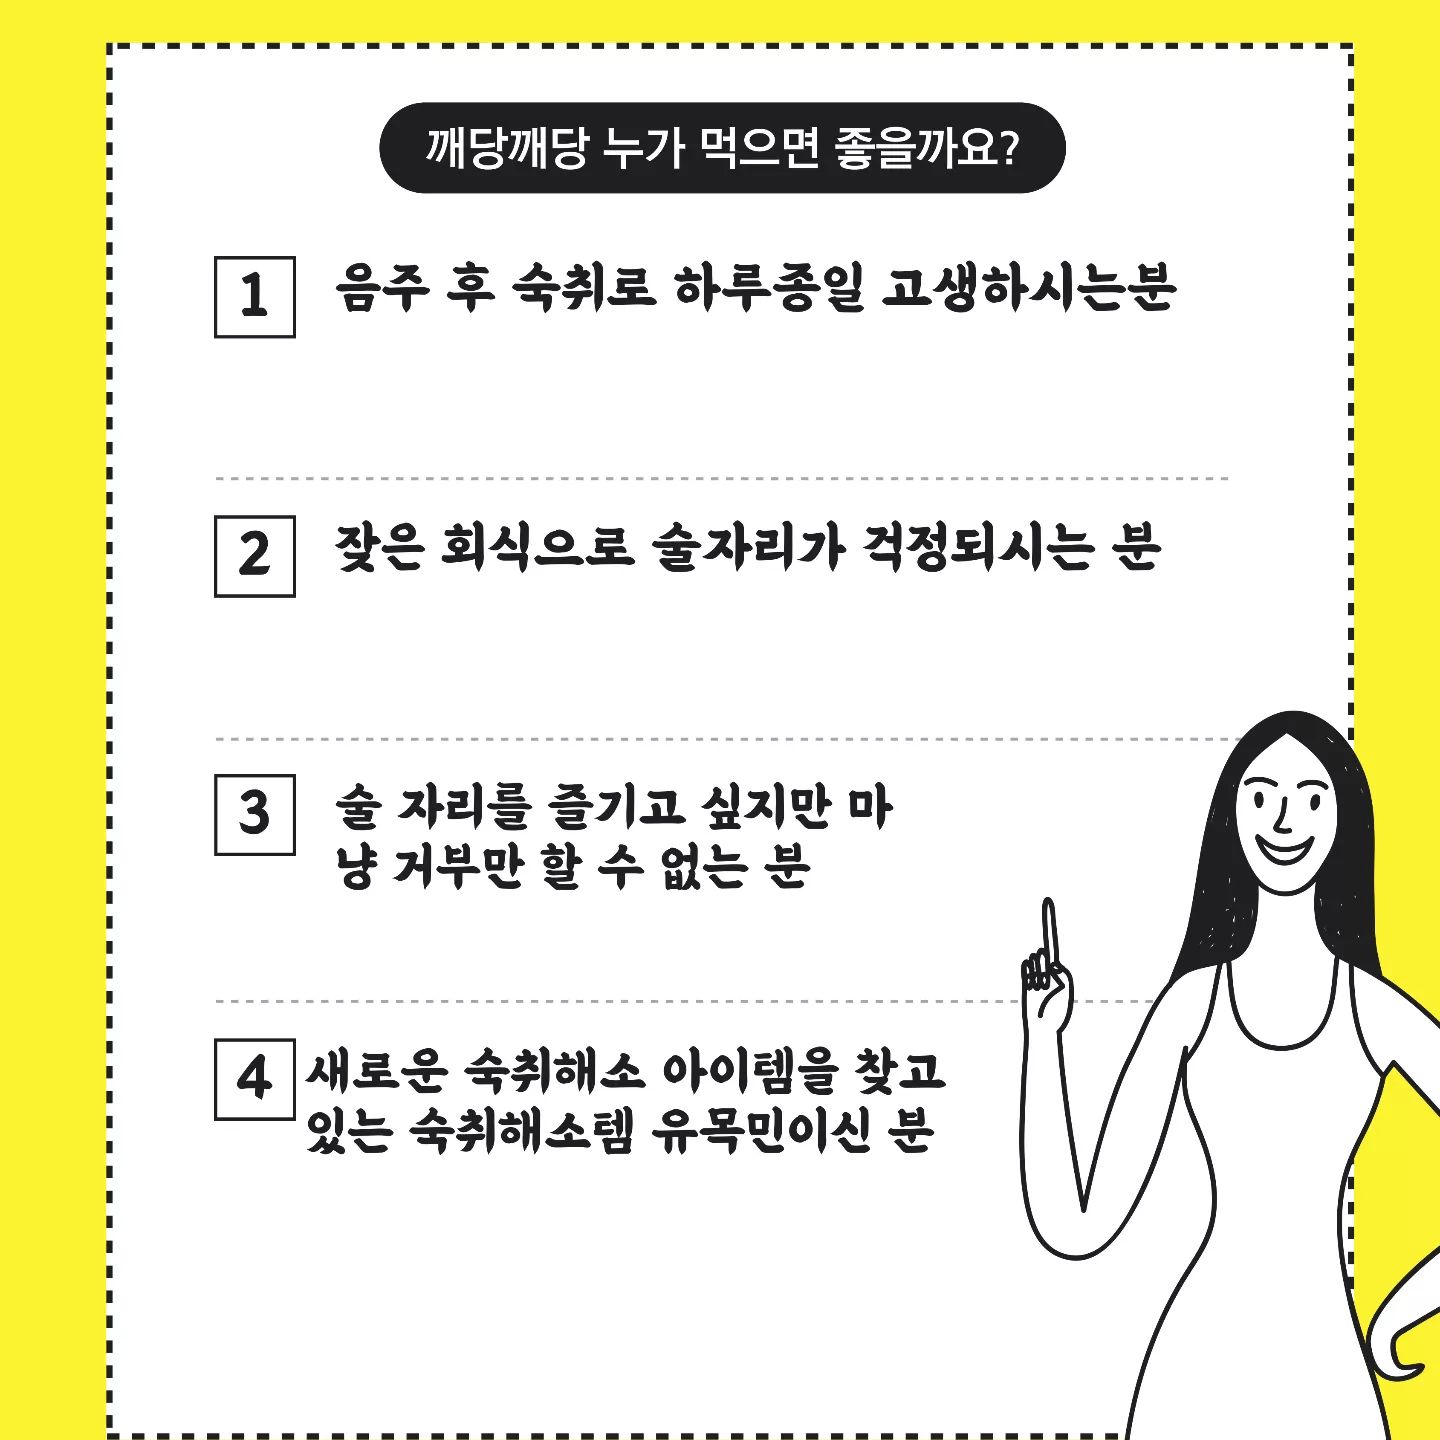 깨당깨당 누가 먹으면 좋을까요?
1 음주 후 숙취로 하루종일 고생하시는분
2 잦은 회식으로 술자리가 걱정되시는 분
3 술 자리를 즐기고 싶지만 마
냥 거부만 할 수 없는 분
4 새로운 숙취해소 아이템을 찾고
있는 숙취해소템 유목민이신 분